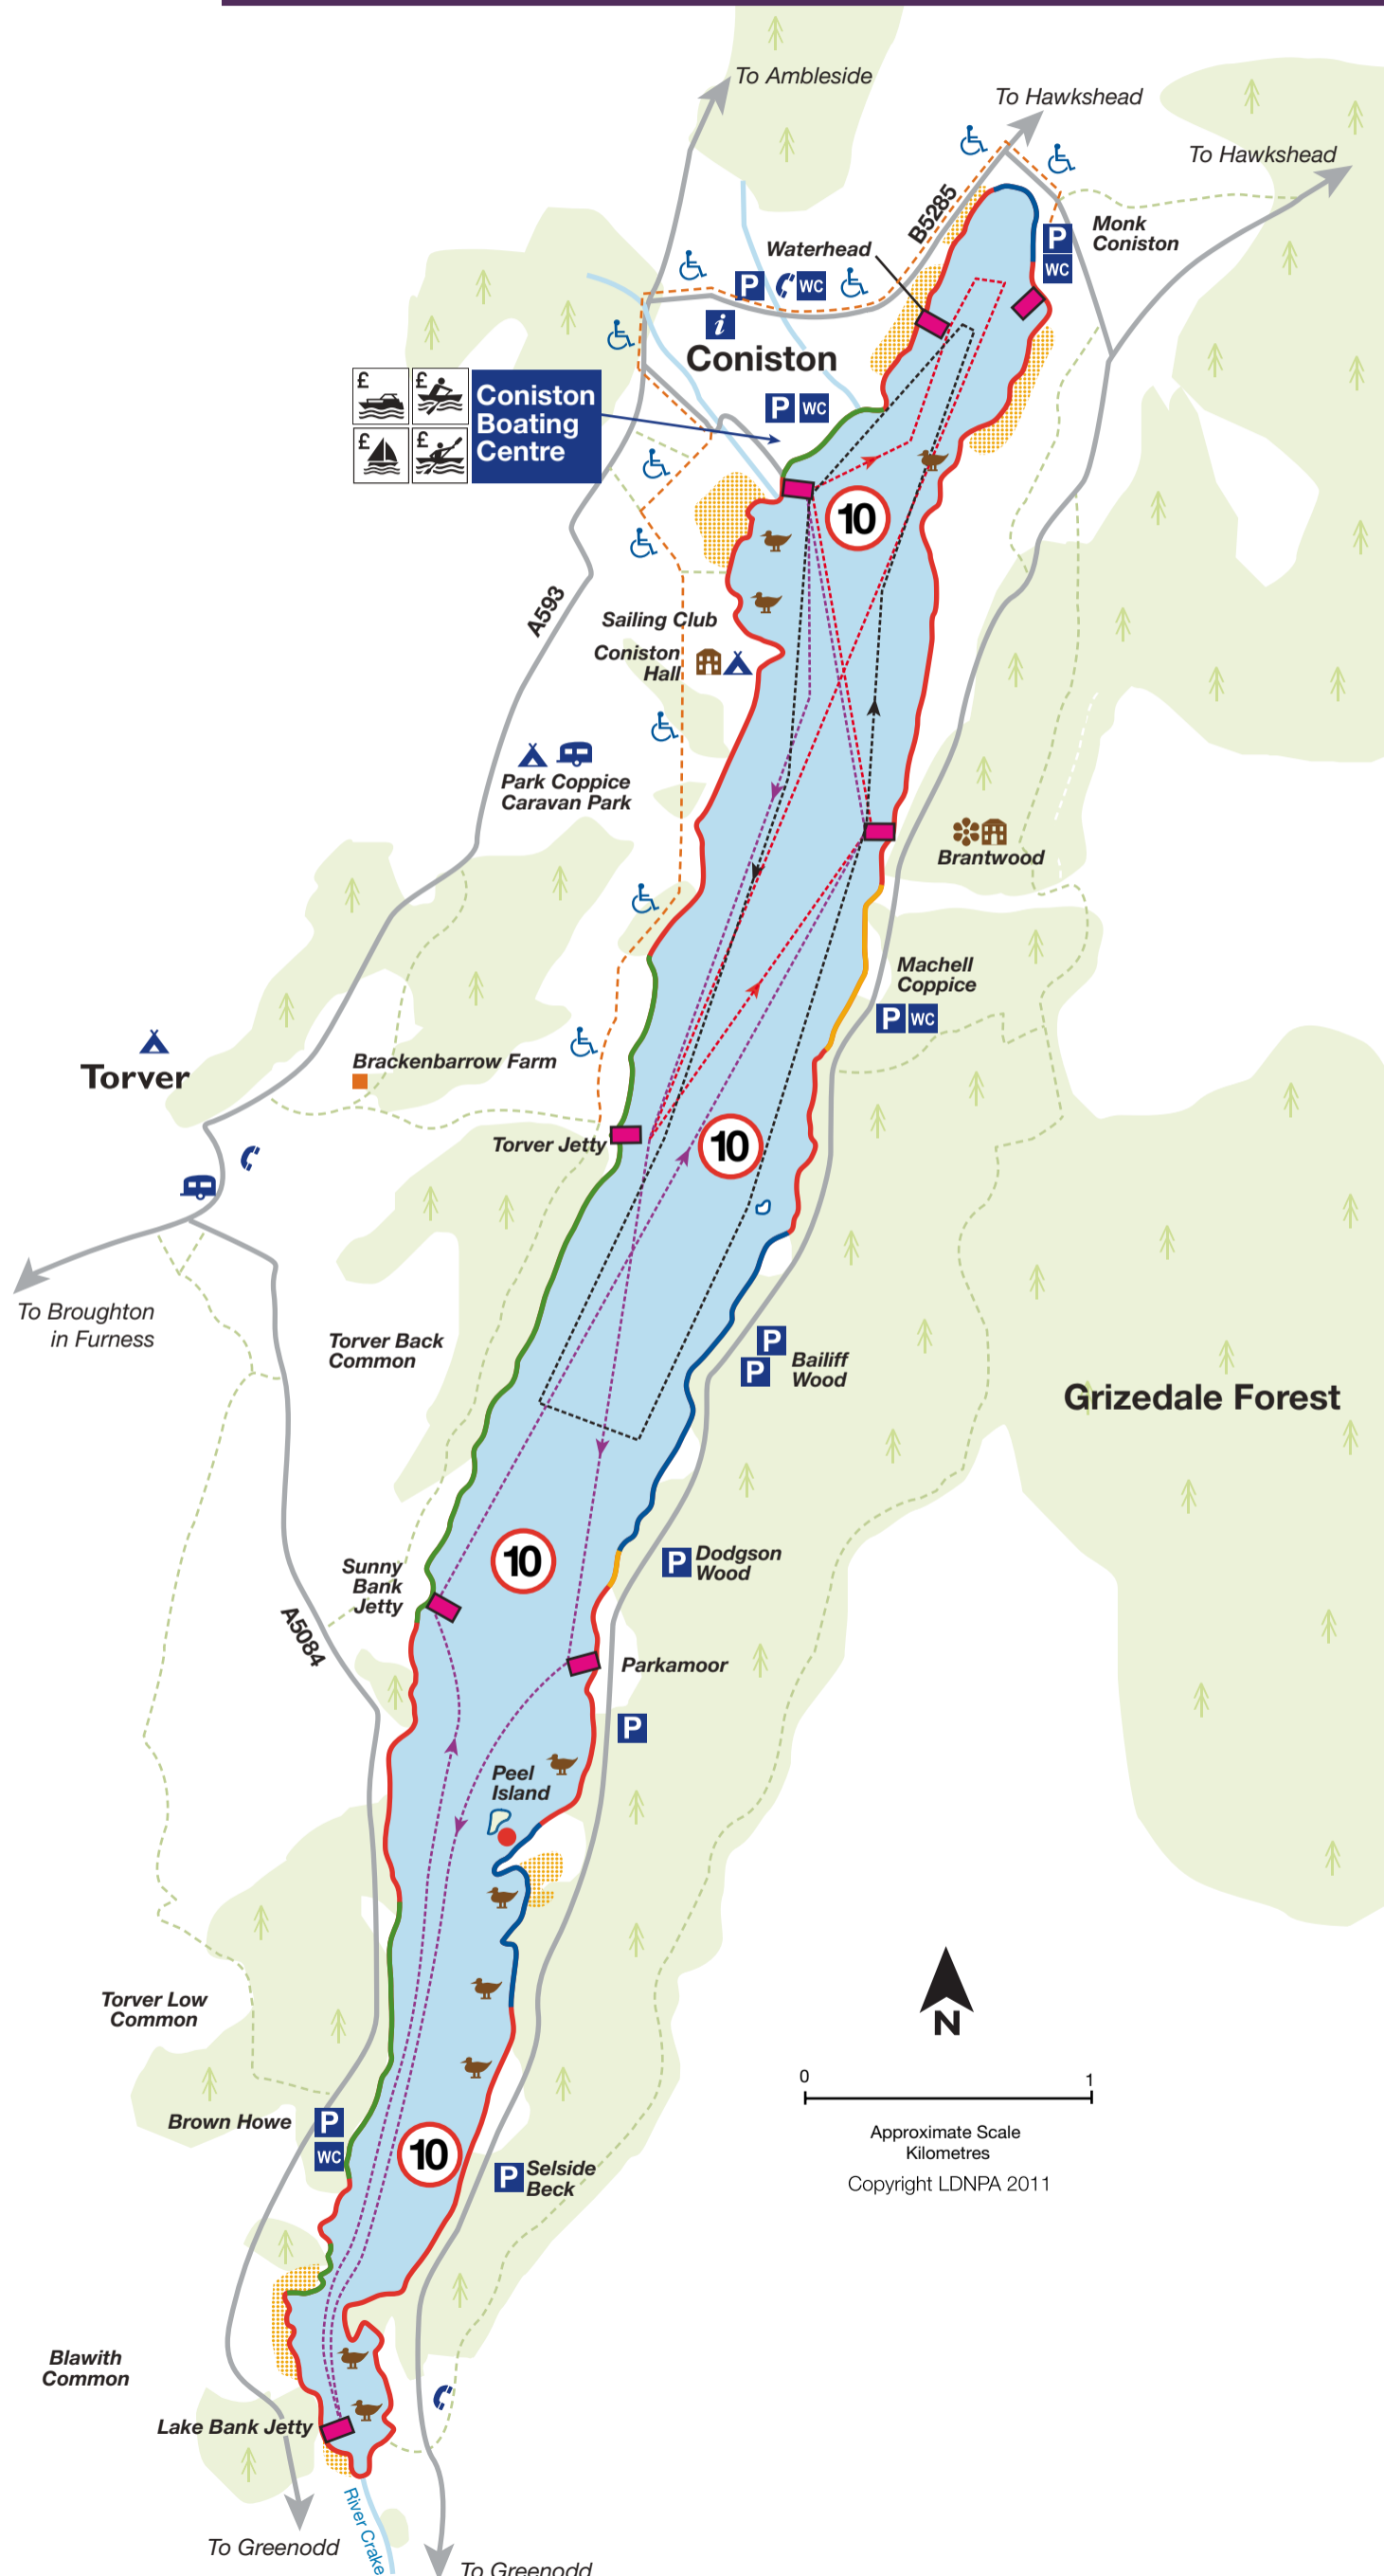 To Ambleside
To Hawkshead
To Hawkshead
B5285
Monk
Coniston
P
WC
Waterhead
P
WC
i
Coniston
P WC
£
£
£
£
Coniston
Boating
Centre
10
A593
Sailing Club
Coniston
Hall
Park Coppice
Caravan Park
Brantwood
Machell
Coppice
P WC
Torver
Brackenbarrow Farm
Torver Jetty
10
To Broughton
in Furness
Torver Back
Common
P
P
Bailiff
Wood
Grizedale Forest
10
P
Dodgson
Wood
Sunny
Bank
Jetty
A5084
Parkamoor
P
Peel
Island
N
Torver Low
Common
0 1
Approximate Scale
Kilometres
Copyright LDNPA 2011
Brown Howe
P
WC
10
P
Selside
Beck
Blawith
Common
Lake Bank Jetty
River Crake
To Greenodd
To Greenodd